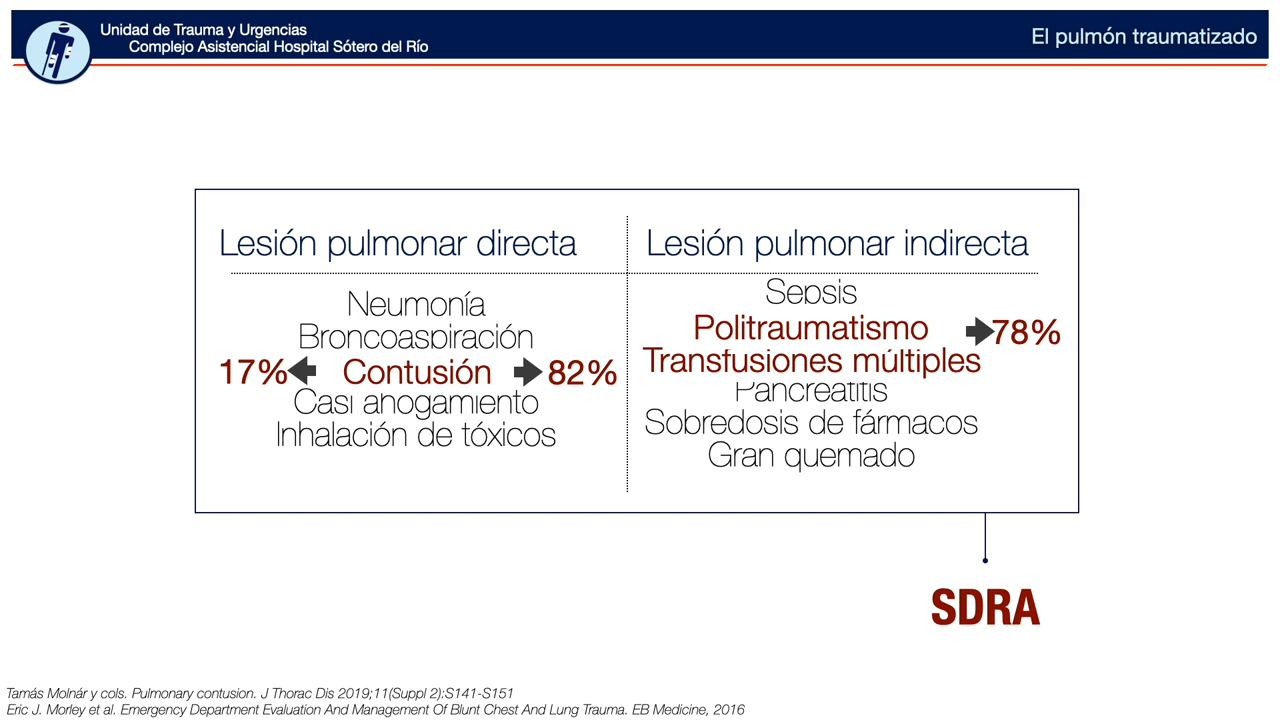 Unidad de Trauma y Urgencias
Complejo Asistencial Hospital Sótero del Río
El pulmón traumatizado
Lesión pulmonar directa
Neumonía
Broncoaspiración
17% Contusión 82%
Casi ahogamiento
Inhalación de tóxicos
Lesión pulmonar indirecta
Sepsis
Politraumatismo 78%
Transfusiones múltiples
Pancreatitis
Sobredosis de fármacos
Gran quemado
SDRA
Tamás Molnár y cols. Pulmonary contusion. J Thorac Dis 2019;11(Suppl 2):S141-S151
Eric J. Morley et al. Emergency Department Evaluation And Management Of Blunt Chest And Lung Trauma. EB Medicine, 2016